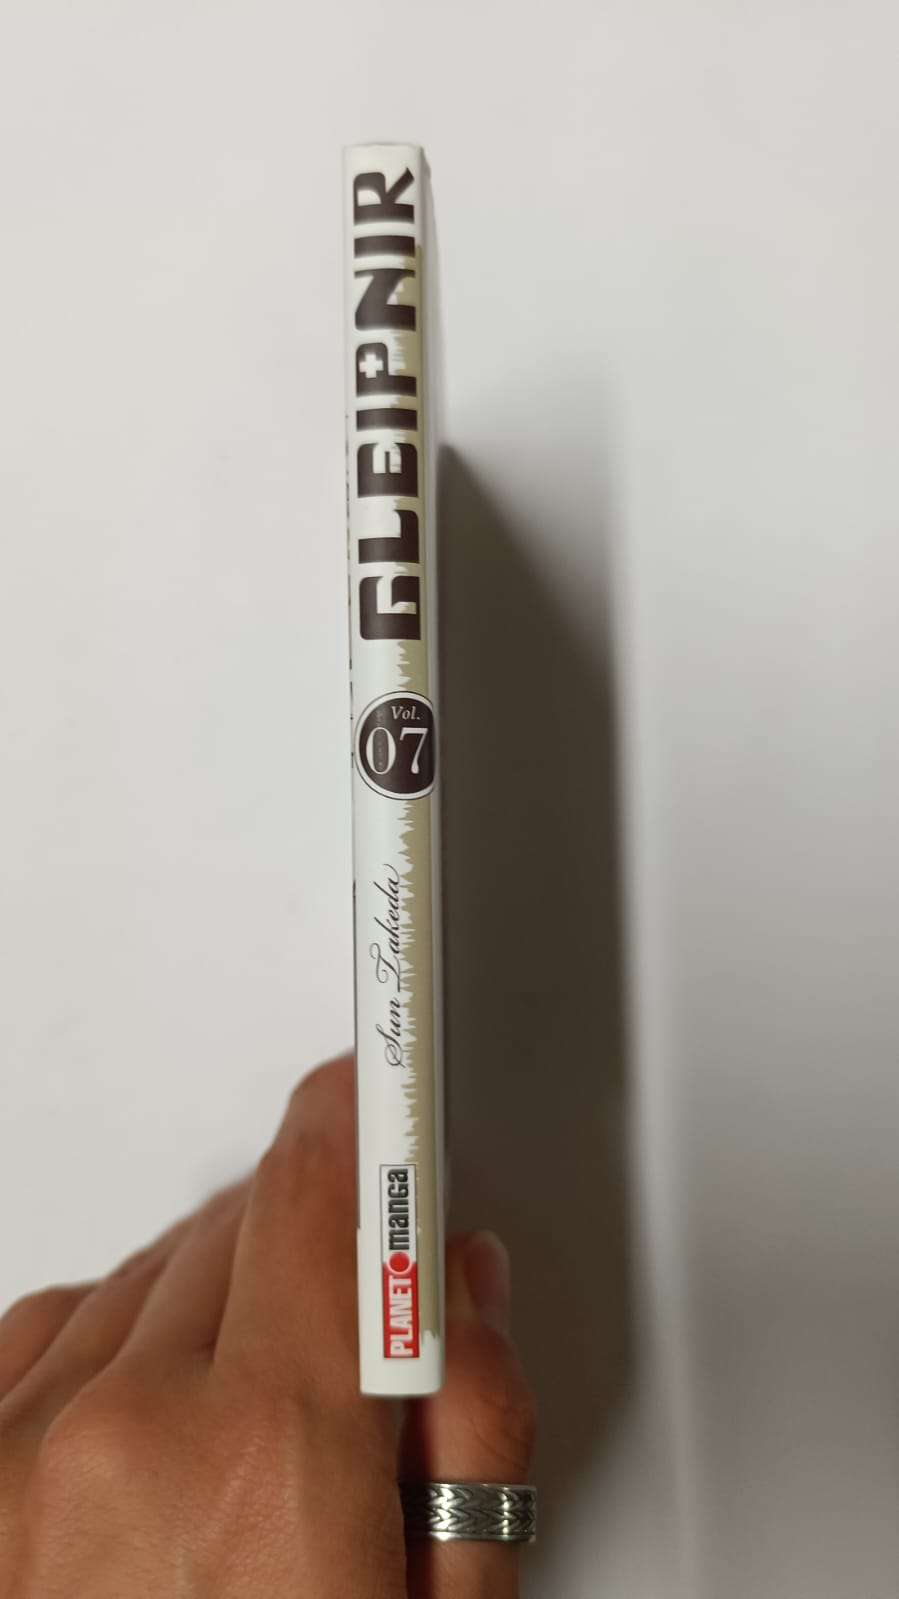 GLEIPNIR
Vol.
07
Sun Takeda
PLANET manga